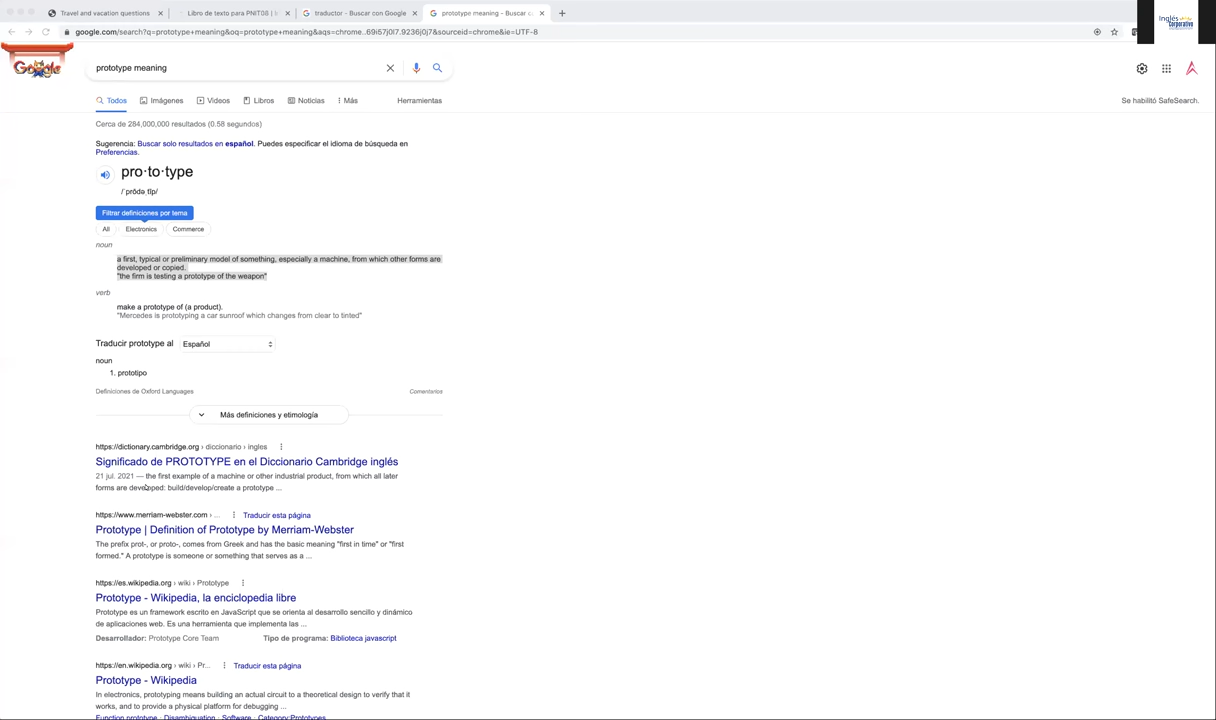 Travel and vacation questions
Libro de texto para PNIT08 | I
traductor - Buscar con Google
prototype meaning - Buscar c
google.com/search?q=prototype+meaning&oq=prototype+meaning&aqs=chrome..69i57j0l7.9236j0j7&sourceid=chrome&ie=UTF-8
Inglés
Corporativo
Google
prototype meaning
Todos
Imágenes
Videos
Libros
Noticias
Más
Herramientas
Se habilitó SafeSearch.
Cerca de 284,000,000 resultados (0.58 segundos)
Sugerencia: Buscar solo resultados en español. Puedes especificar el idioma de búsqueda en
Preferencias.
pro·to·type
/ˈprōdəˌtīp/
Filtrar definiciones por tema
All
Electronics
Commerce
noun
a first, typical or preliminary model of something, especially a machine, from which other forms are
developed or copied.
"the firm is testing a prototype of the weapon"
verb
make a prototype of (a product).
"Mercedes is prototyping a car sunroof which changes from clear to tinted"
Traducir prototype al
Español
noun
1. prototipo
Definiciones de Oxford Languages
Comentarios
Más definiciones y etimología
https://dictionary.cambridge.org › diccionario › ingles
Significado de PROTOTYPE en el Diccionario Cambridge inglés
21 jul. 2021 — the first example of a machine or other industrial product, from which all later
forms are developed: build/develop/create a prototype ...
https://www.merriam-webster.com › ...
Traducir esta página
Prototype | Definition of Prototype by Merriam-Webster
The prefix prot-, or proto-, comes from Greek and has the basic meaning "first in time" or "first
formed." A prototype is someone or something that serves as a ...
https://es.wikipedia.org › wiki › Prototype
Prototype - Wikipedia, la enciclopedia libre
Prototype es un framework escrito en JavaScript que se orienta al desarrollo sencillo y dinámico
de aplicaciones web. Es una herramienta que implementa las ...
Desarrollador: Prototype Core Team
Tipo de programa: Biblioteca javascript
https://en.wikipedia.org › wiki › Pr...
Traducir esta página
Prototype - Wikipedia
In electronics, prototyping means building an actual circuit to a theoretical design to verify that it
works, and to provide a physical platform for debugging ...
Function prototype · Disambiguation · Software · Category:Prototypes